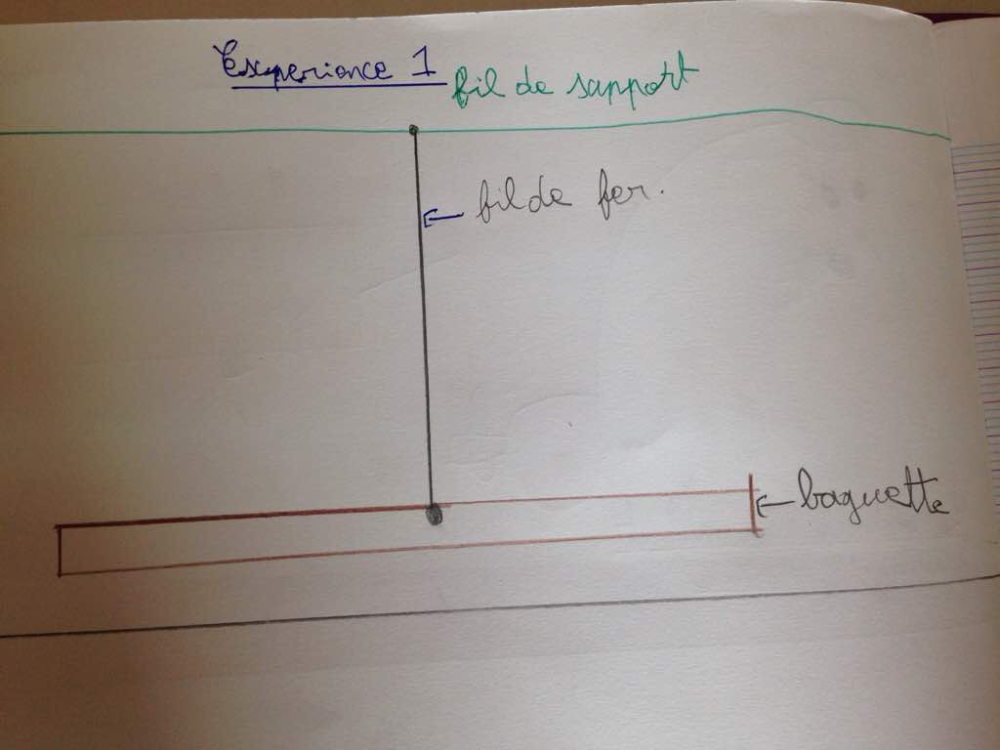 Experience 1
fil de support
fil de fer.
baguette